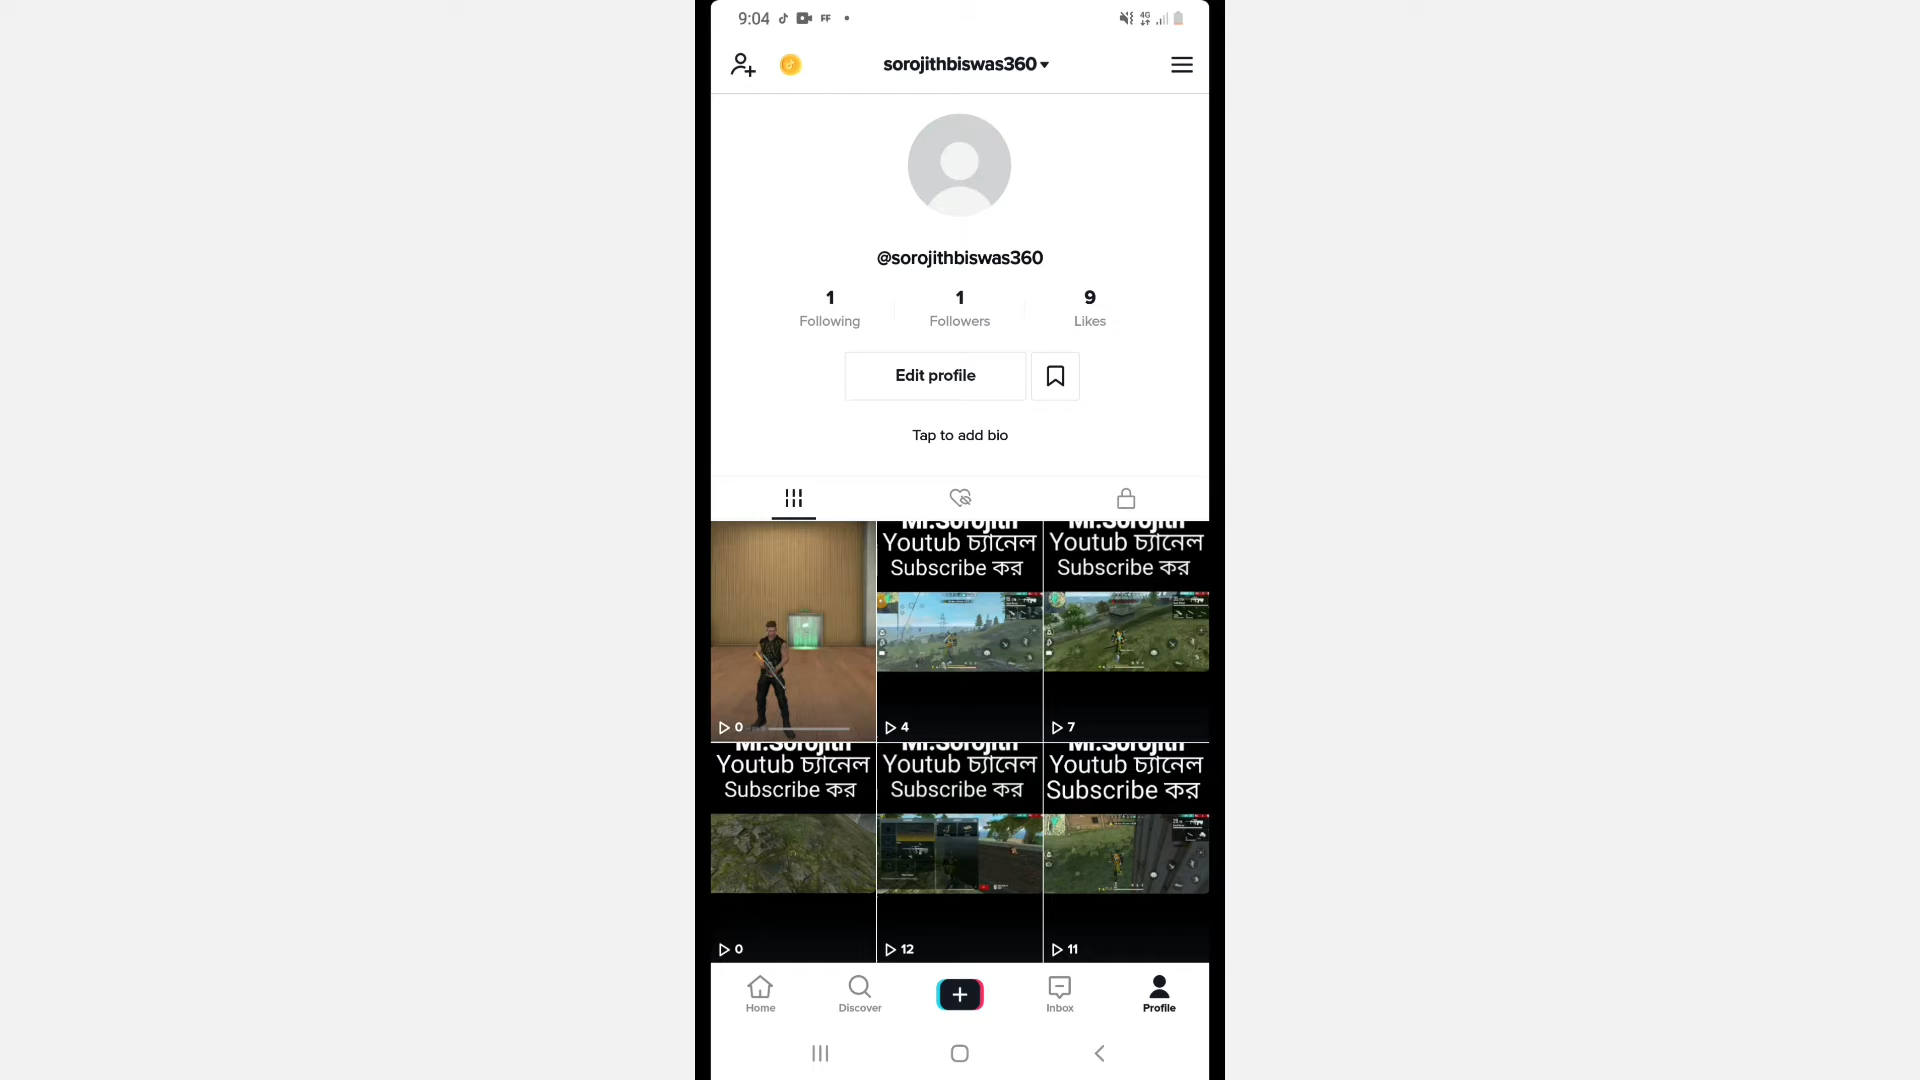 9:04 FF 4G
sorojithbiswas360
@sorojithbiswas360
1 1 9
Following Followers Likes
Edit profile
Tap to add bio
Mr.Sorojith Mr.Sorojith
Youtub চ্যানেল Youtub চ্যানেল
Subscribe কর Subscribe কর
0 4 7
Mr.Sorojith Mr.Sorojith Mr.Sorojith
Youtub চ্যানেল Youtub চ্যানেল Youtub চ্যানেল
Subscribe কর Subscribe কর Subscribe কর
0 12 11
Home Discover Inbox Profile